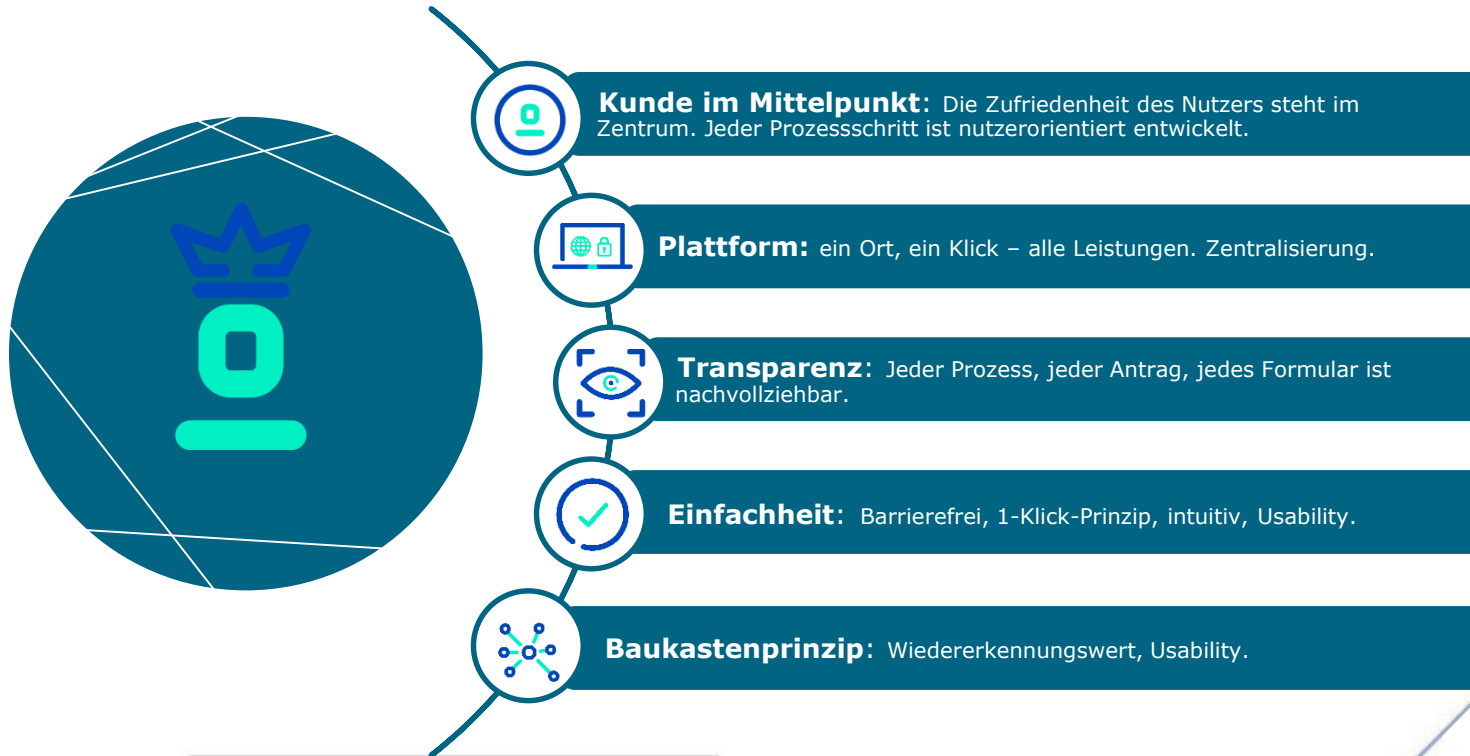 Kunde im Mittelpunkt: Die Zufriedenheit des Nutzers steht im
Zentrum. Jeder Prozessschritt ist nutzerorientiert entwickelt.
Plattform: ein Ort, ein Klick – alle Leistungen. Zentralisierung.
Transparenz: Jeder Prozess, jeder Antrag, jedes Formular ist
nachvollziehbar.
Einfachheit: Barrierefrei, 1-Klick-Prinzip, intuitiv, Usability.
Baukastenprinzip: Wiedererkennungswert, Usability.